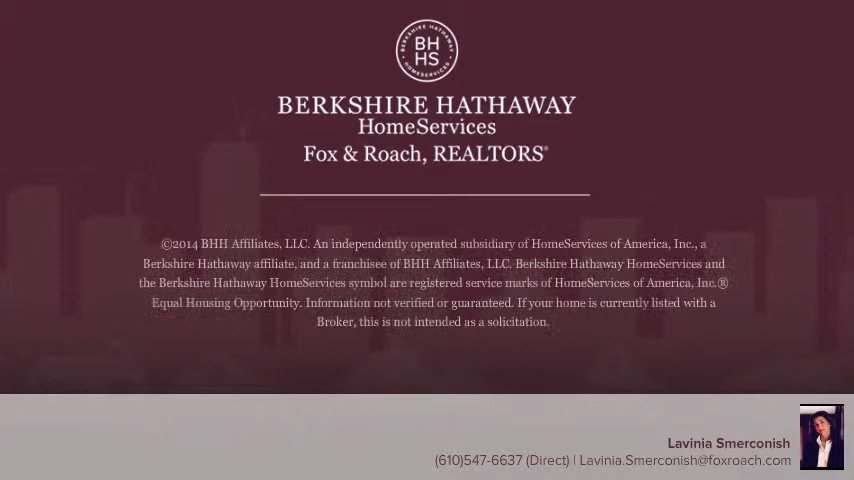 BERKSHIRE HATHAWAY
BH
HS
HOMESERVICES
BERKSHIRE HATHAWAY
HomeServices
Fox & Roach, REALTORS®
©2014 BHH Affiliates, LLC. An independently operated subsidiary of HomeServices of America, Inc., a
Berkshire Hathaway affiliate, and a franchisee of BHH Affiliates, LLC. Berkshire Hathaway HomeServices and
the Berkshire Hathaway HomeServices symbol are registered service marks of HomeServices of America, Inc.®
Equal Housing Opportunity. Information not verified or guaranteed. If your home is currently listed with a
Broker, this is not intended as a solicitation.
Lavinia Smerconish
(610)547-6637 (Direct) | Lavinia.Smerconish@foxroach.com